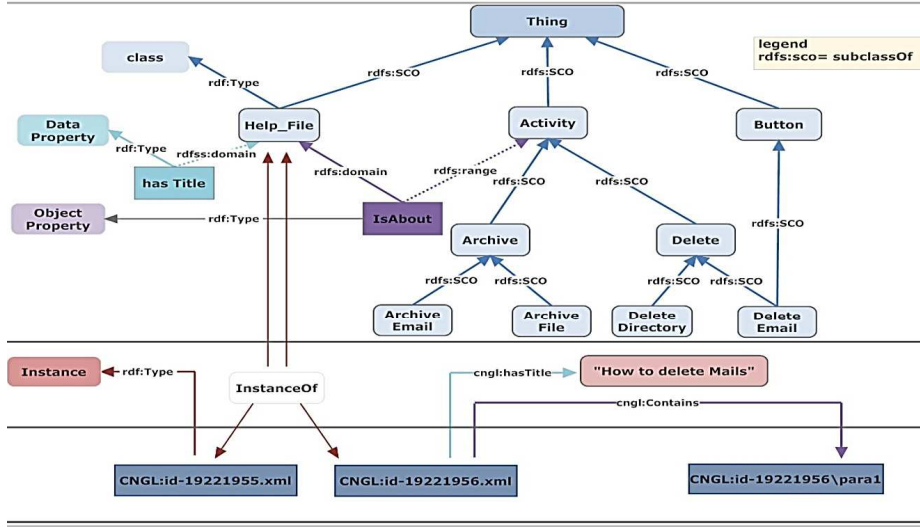 Thing
legend
rdfs:sco= subclassOf
class
rdf:Type
rdfs:SCO
rdfs:SCO
rdfs:SCO
Data
Property
Help_File
Activity
Button
rdf:Type
rdfss:domain
has Title
rdfs:domain
rdfs:range
rdfs:SCO
rdfs:SCO
Object
Property
rdf:Type
IsAbout
rdfs:SCO
Archive
Delete
rdfs:SCO
rdfs:SCO
rdfs:SCO
rdfs:SCO
Archive
Email
Archive
File
Delete
Directory
Delete
Email
Instance
rdf:Type
InstanceOf
cngl:hasTitle
"How to delete Mails"
cngl:Contains
CNGL:id-19221955.xml
CNGL:id-19221956.xml
CNGL:id-19221956\para1